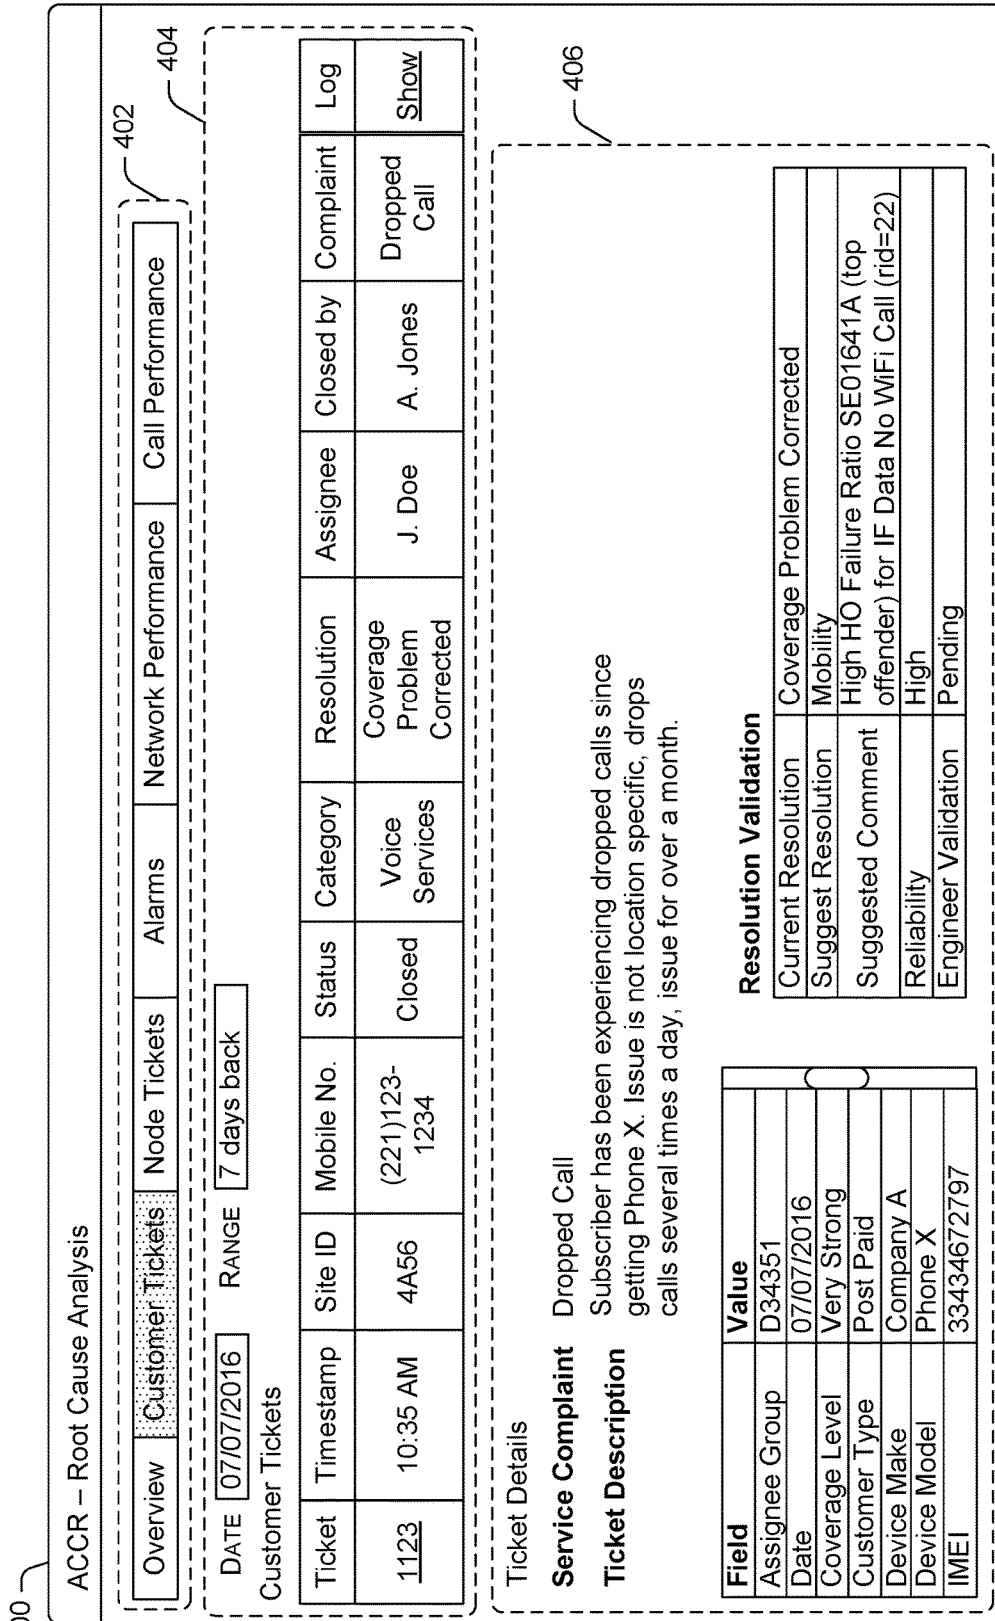 00
ACCR – Root Cause Analysis
402
Overview Customer Tickets Node Tickets Alarms Network Performance Call Performance
404
DATE 07/07/2016 RANGE 7 days back
Customer Tickets
Ticket Timestamp Site ID Mobile No. Status Category Resolution Assignee Closed by Complaint Log
1123 10:35 AM 4A56 (221)123-1234 Closed Voice Services Coverage Problem Corrected J. Doe A. Jones Dropped Call Show
406
Ticket Details
Service Complaint Dropped Call
Ticket Description Subscriber has been experiencing dropped calls since
getting Phone X. Issue is not location specific, drops
calls several times a day, issue for over a month.
Field Value
Assignee Group D34351
Date 07/07/2016
Coverage Level Very Strong
Customer Type Post Paid
Device Make Company A
Device Model Phone X
IMEI 33434672797
Resolution Validation
Current Resolution Coverage Problem Corrected
Suggest Resolution Mobility
Suggested Comment High HO Failure Ratio SE01641A (top
offender) for IF Data No WiFi Call (rid=22)
Reliability High
Engineer Validation Pending